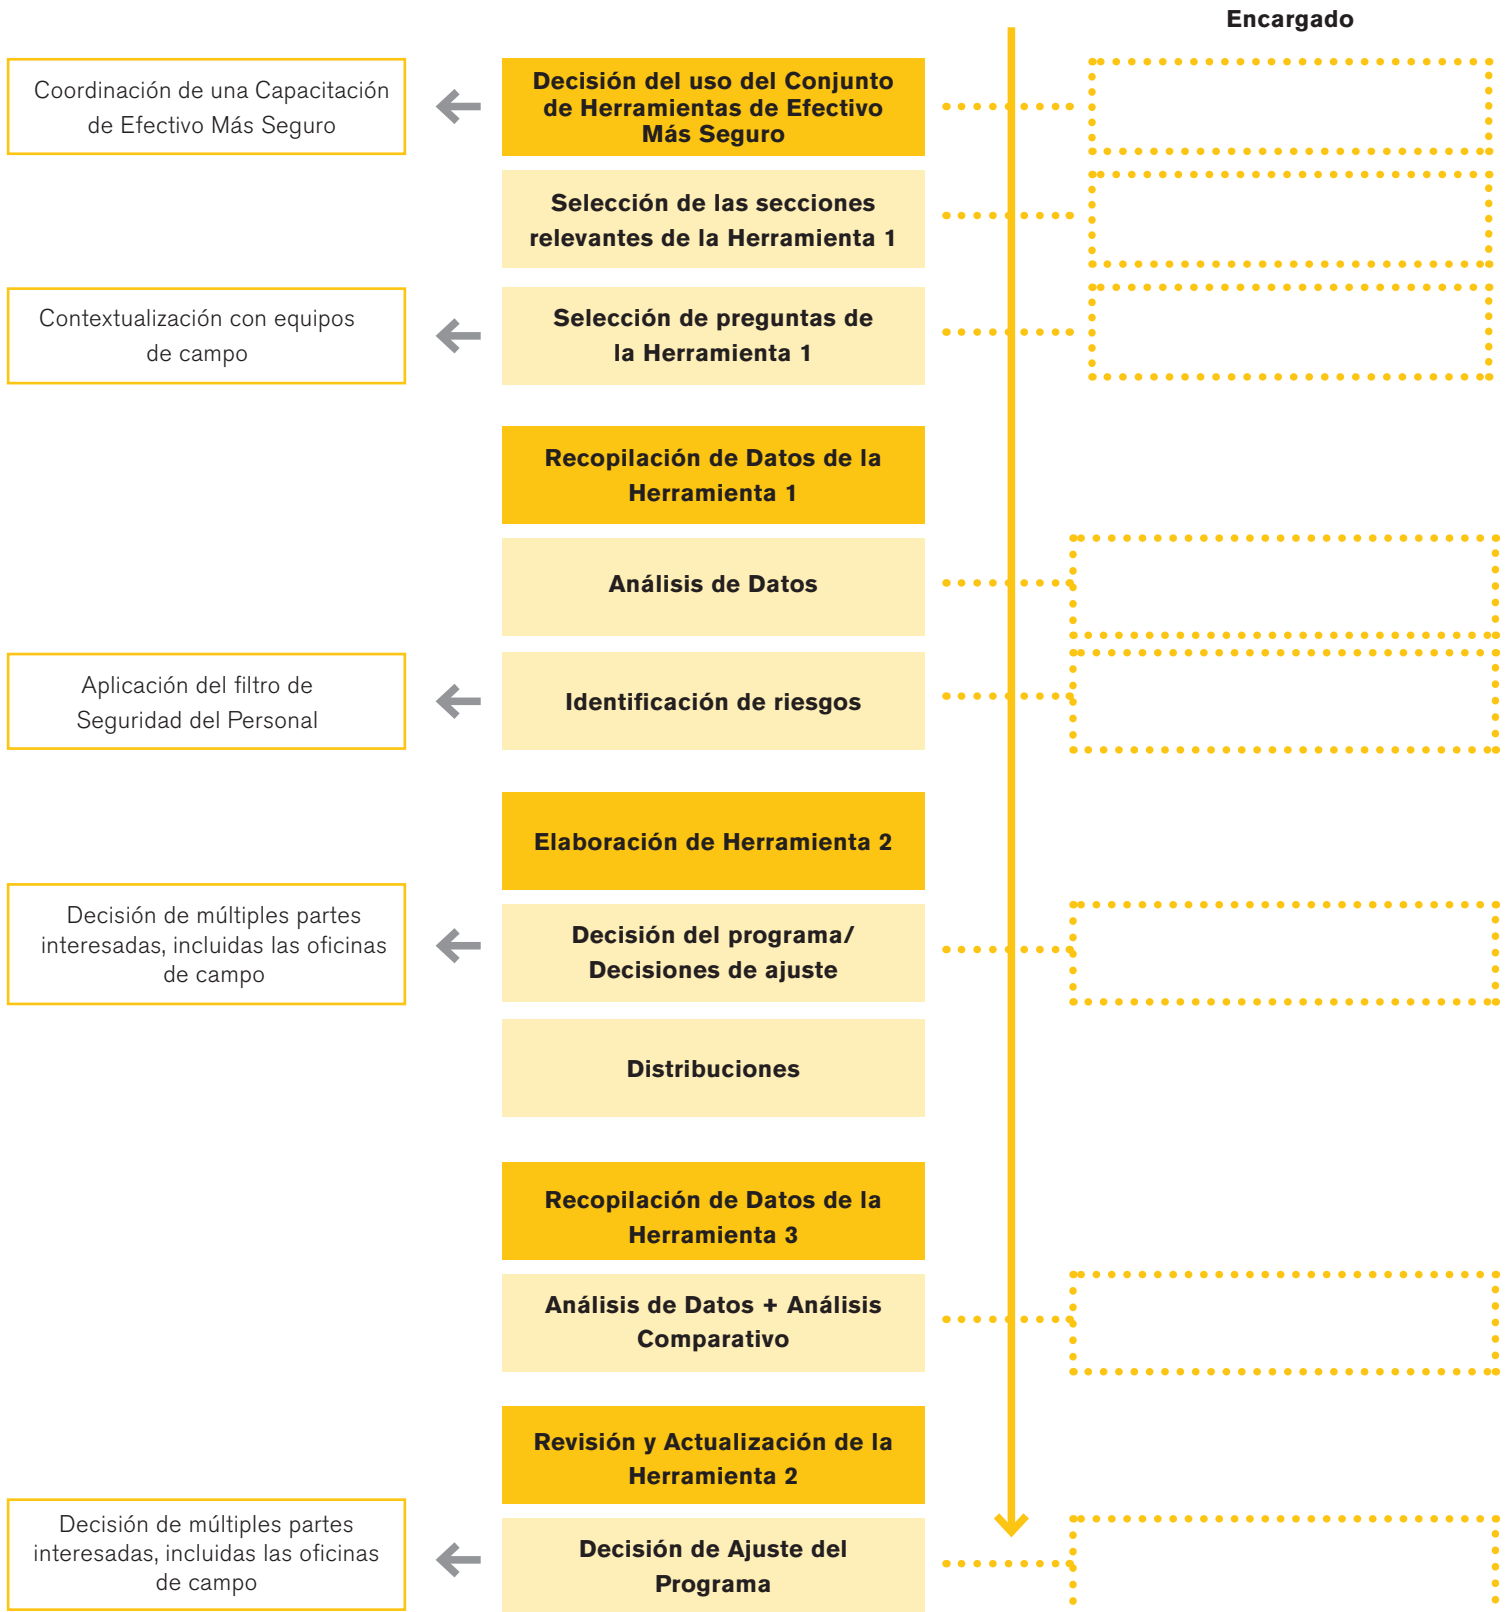 Encargado
Coordinación de una Capacitación
de Efectivo Más Seguro
Decisión del uso del Conjunto
de Herramientas de Efectivo
Más Seguro
Selección de las secciones
relevantes de la Herramienta 1
Contextualización con equipos
de campo
Selección de preguntas de
la Herramienta 1
Recopilación de Datos de la
Herramienta 1
Análisis de Datos
Aplicación del filtro de
Seguridad del Personal
Identificación de riesgos
Elaboración de Herramienta 2
Decisión de múltiples partes
interesadas, incluidas las oficinas
de campo
Decisión del programa/
Decisiones de ajuste
Distribuciones
Recopilación de Datos de la
Herramienta 3
Análisis de Datos + Análisis
Comparativo
Revisión y Actualización de la
Herramienta 2
Decisión de múltiples partes
interesadas, incluidas las oficinas
de campo
Decisión de Ajuste del
Programa